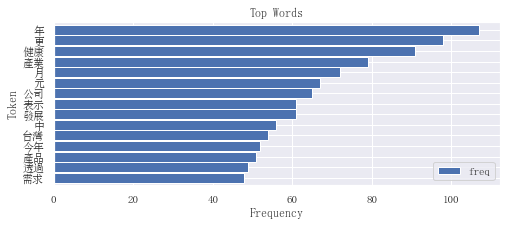 Top Words
年
更
健康
產業
月
元
公司
表示
發展
中
台灣
今年
產品
透過
需求
Token
freq
0 20 40 60 80 100
Frequency